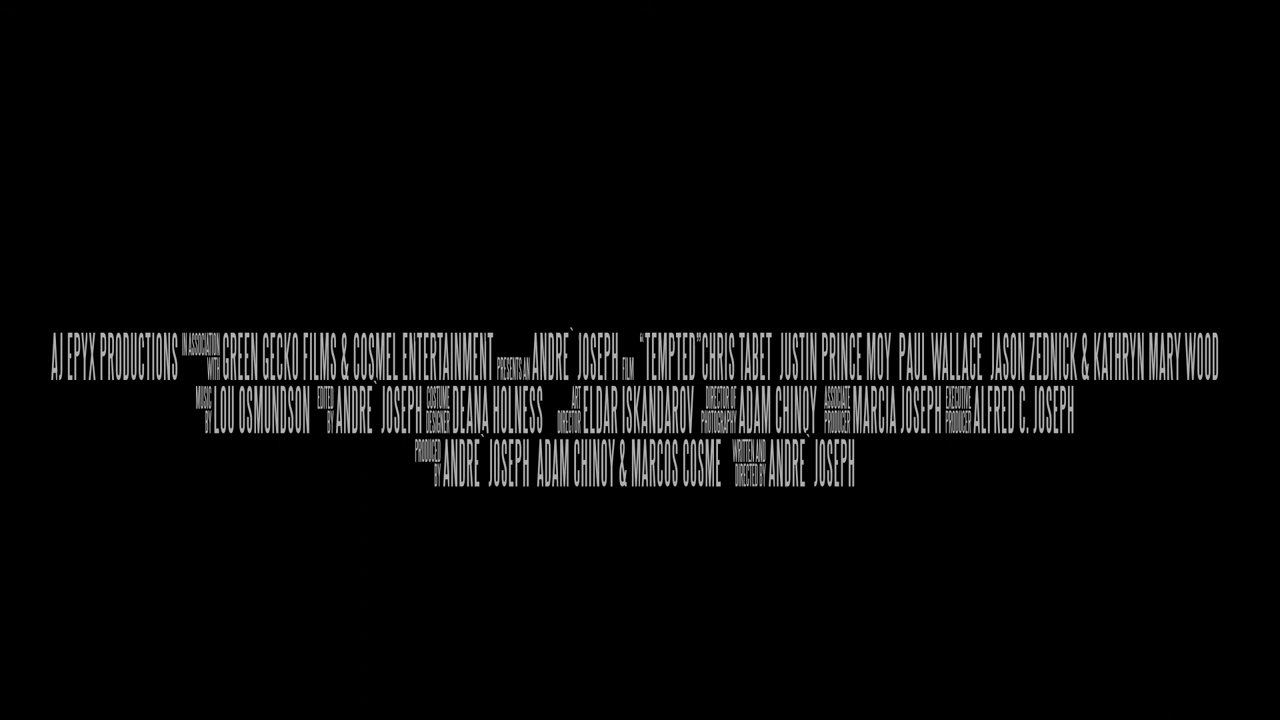 AJ EPYX PRODUCTIONS IN ASSOCIATION WITH GREEN GECKO FILMS & COSMEL ENTERTAINMENT PRESENTS AN ANDRE` JOSEPH FILM “TEMPTED” CHRIS TABET JUSTIN PRINCE MOY PAUL WALLACE JASON ZEDNICK & KATHRYN MARY WOOD
MUSIC BY LOU OSMUNDSON EDITED BY ANDRE` JOSEPH COSTUME DESIGNER DEANA HOLNESS ART DIRECTOR ELDAR ISKANDAROV DIRECTOR OF PHOTOGRAPHY ADAM CHINOY ASSOCIATE PRODUCER MARCIA JOSEPH EXECUTIVE PRODUCER ALFRED C. JOSEPH
PRODUCED BY ANDRE` JOSEPH ADAM CHINOY & MARCOS COSME WRITTEN AND DIRECTED BY ANDRE` JOSEPH